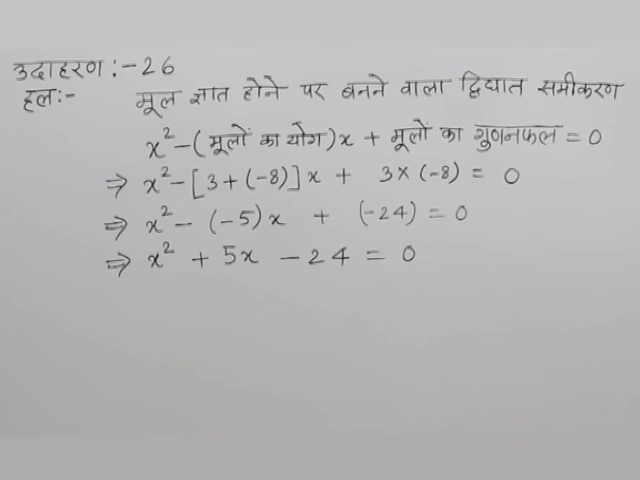 उदाहरण :- 26
हलः- मूल ज्ञात होने पर बनने वाला द्विघात समीकरण
x² - (मूलों का योग)x + मूलों का गुणनफल = 0
⇒ x² - [3 + (-8)]x + 3 × (-8) = 0
⇒ x² - (-5)x + (-24) = 0
⇒ x² + 5x - 24 = 0